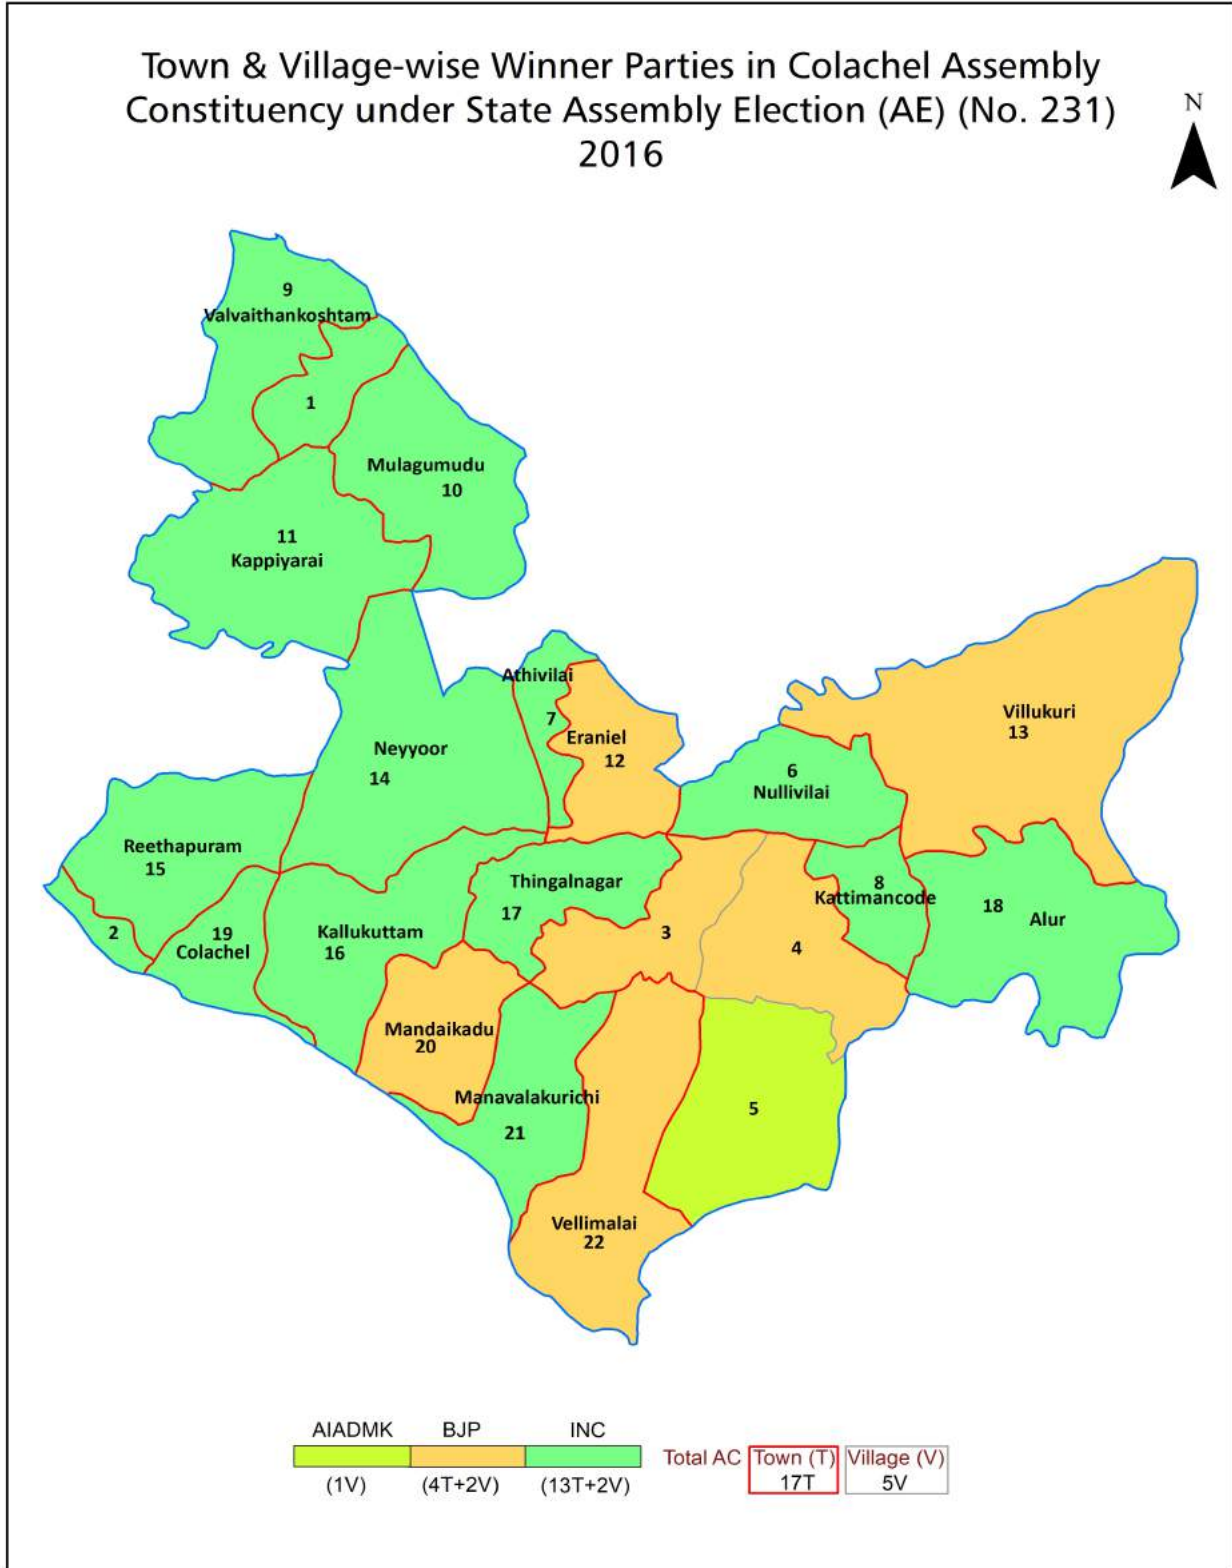 Town & Village-wise Winner Parties in Colachel Assembly
Constituency under State Assembly Election (AE) (No. 231)
2016
N
9
Valvaithankoshtam
1
Mulagumudu
10
11
Kappiyarai
Athivilai
7
Eraniel
12
Villukuri
13
Neyyoor
14
6
Nullivilai
Reethapuram
15
Thingalnagar
17
8
Kattimancode
18
Alur
2
19
Colachel
Kallukuttam
16
3
4
Mandaikadu
20
Manavalakurichi
21
5
Vellimalai
22
AIADMK BJP INC
(1V) (4T+2V) (13T+2V)
Total AC Town (T) Village (V)
17T 5V